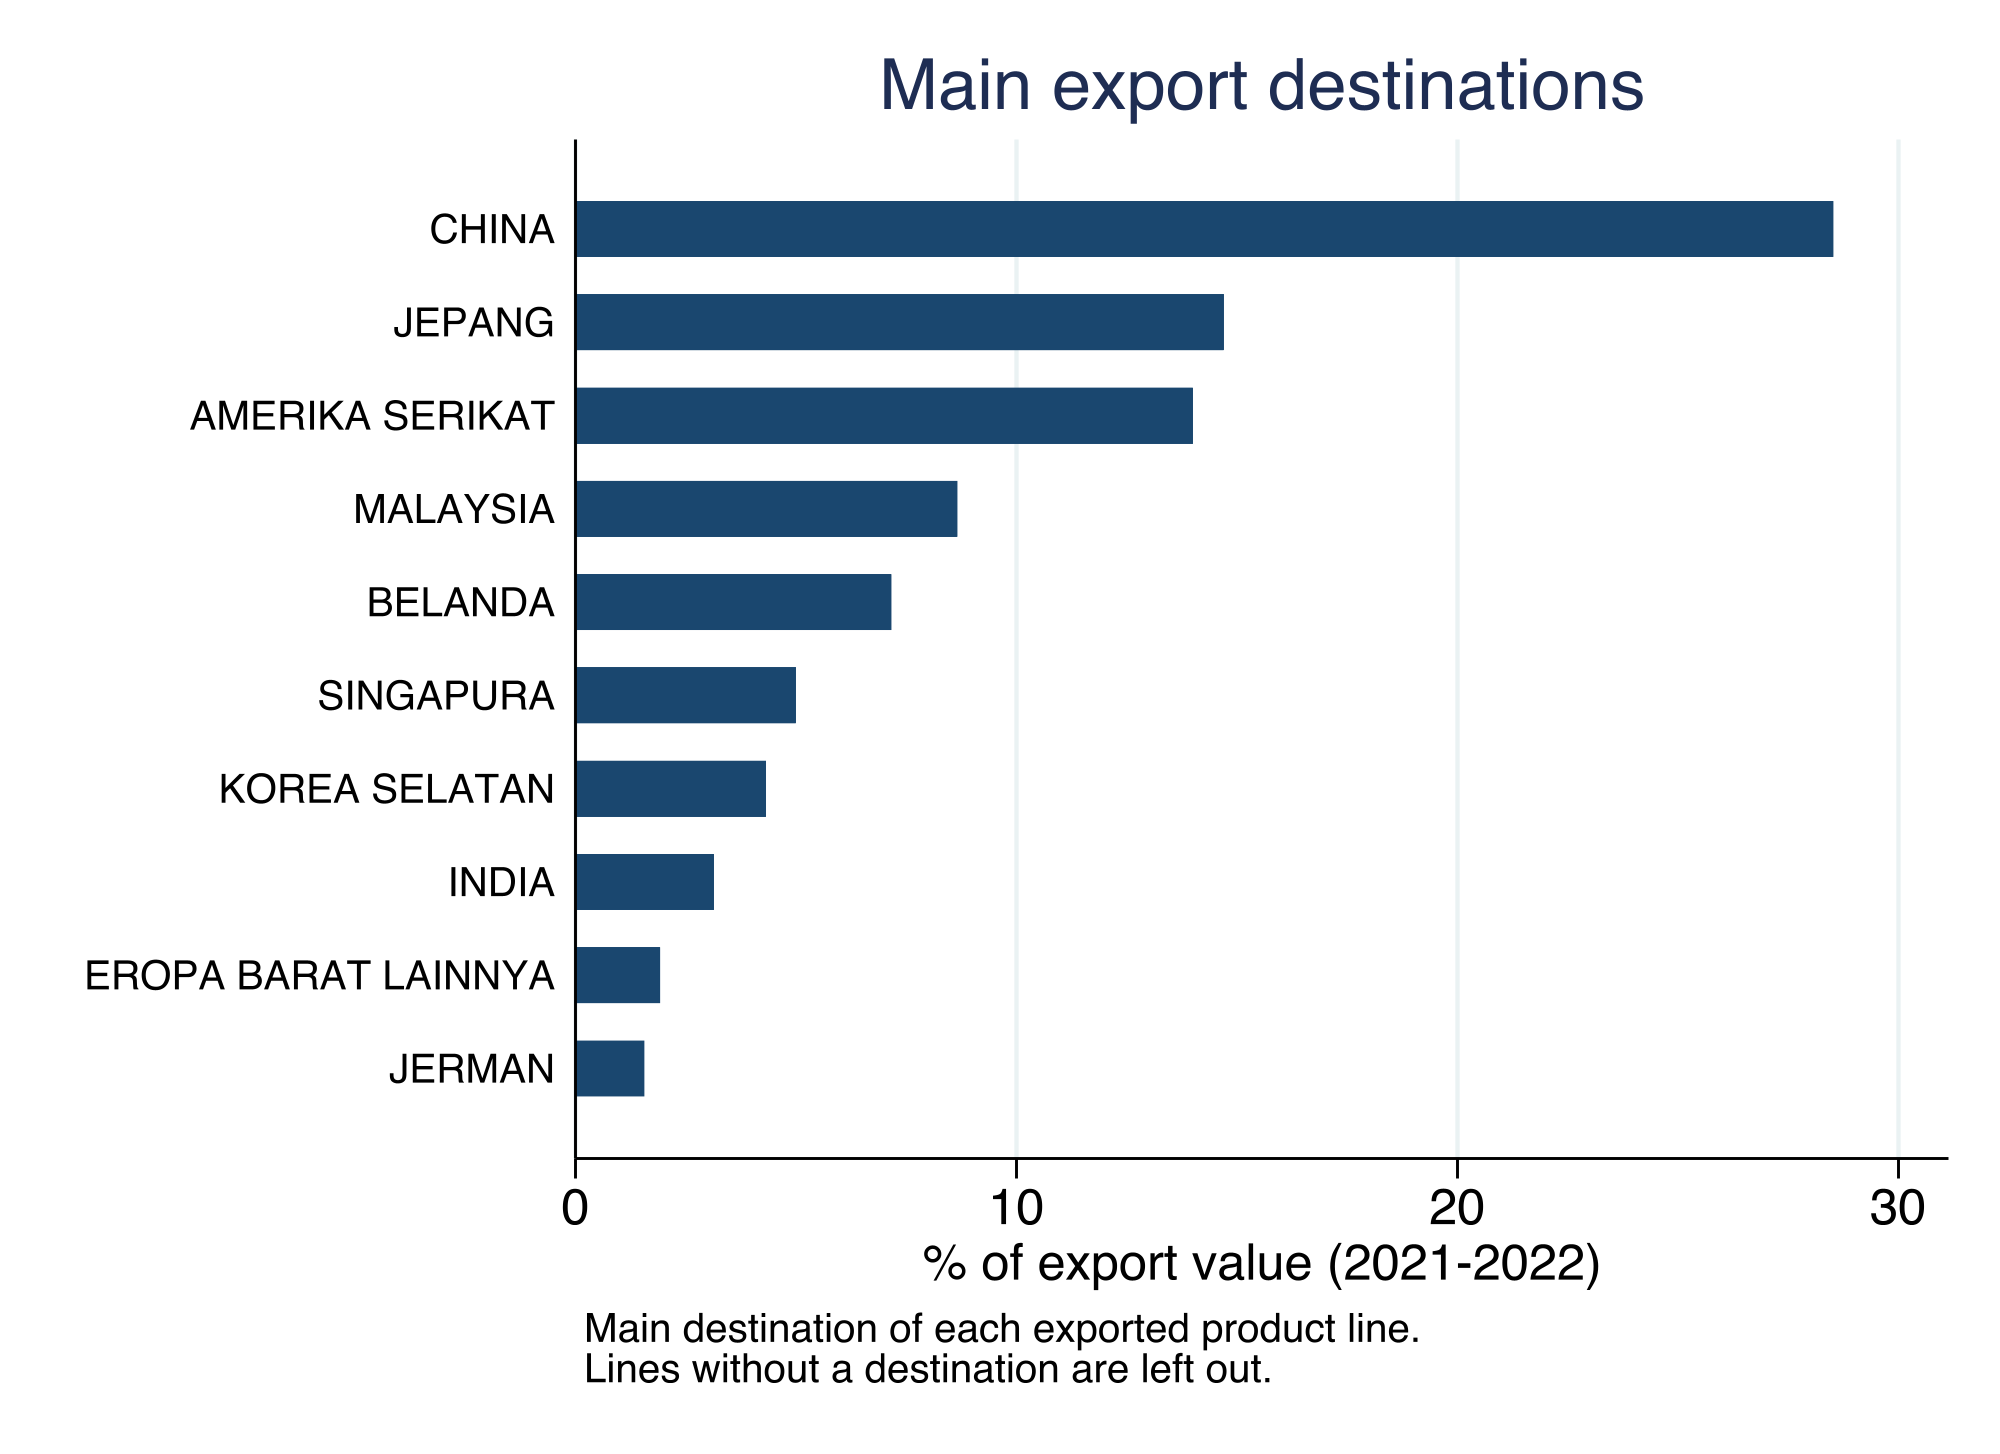 Main export destinations
CHINA
JEPANG
AMERIKA SERIKAT
MALAYSIA
BELANDA
SINGAPURA
KOREA SELATAN
INDIA
EROPA BARAT LAINNYA
JERMAN
0 10 20 30
% of export value (2021-2022)
Main destination of each exported product line.
Lines without a destination are left out.